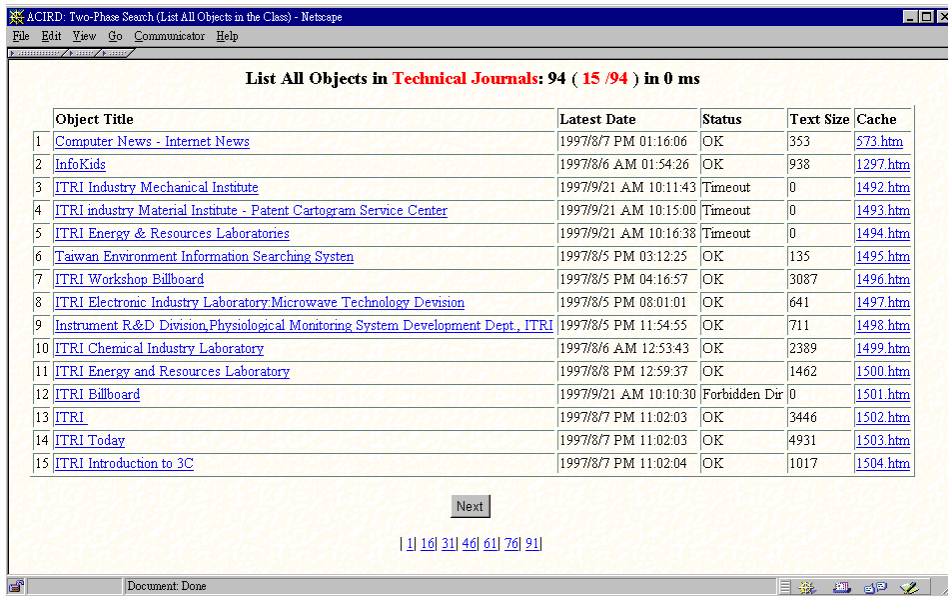 ACIRD: Two-Phase Search (List All Objects in the Class) - Netscape
File Edit View Go Communicator Help
List All Objects in Technical Journals: 94 ( 15 /94 ) in 0 ms
Object Title Latest Date Status Text Size Cache
1 Computer News - Internet News 1997/8/7 PM 01:16:06 OK 353 573.htm
2 InfoKids 1997/8/6 AM 01:54:26 OK 938 1297.htm
3 ITRI Industry Mechanical Institute 1997/9/21 AM 10:11:43 Timeout 0 1492.htm
4 ITRI industry Material Institute - Patent Cartogram Service Center 1997/9/21 AM 10:15:00 Timeout 0 1493.htm
5 ITRI Energy & Resources Laboratories 1997/9/21 AM 10:16:38 Timeout 0 1494.htm
6 Taiwan Environment Information Searching Systen 1997/8/5 PM 03:12:25 OK 135 1495.htm
7 ITRI Workshop Billboard 1997/8/5 PM 04:16:57 OK 3087 1496.htm
8 ITRI Electronic Industry Laboratory:Microwave Technology Devision 1997/8/5 PM 08:01:01 OK 641 1497.htm
9 Instrument R&D Division,Physiological Monitoring System Development Dept., ITRI 1997/8/5 PM 11:54:55 OK 711 1498.htm
10 ITRI Chemical Industry Laboratory 1997/8/6 AM 12:53:43 OK 2389 1499.htm
11 ITRI Energy and Resources Laboratory 1997/8/8 PM 12:59:37 OK 1462 1500.htm
12 ITRI Billboard 1997/9/21 AM 10:10:30 Forbidden Dir 0 1501.htm
13 ITRI 1997/8/7 PM 11:02:03 OK 3446 1502.htm
14 ITRI Today 1997/8/7 PM 11:02:03 OK 4931 1503.htm
15 ITRI Introduction to 3C 1997/8/7 PM 11:02:04 OK 1017 1504.htm
Next
| 1| 16| 31| 46| 61| 76| 91|
Document: Done